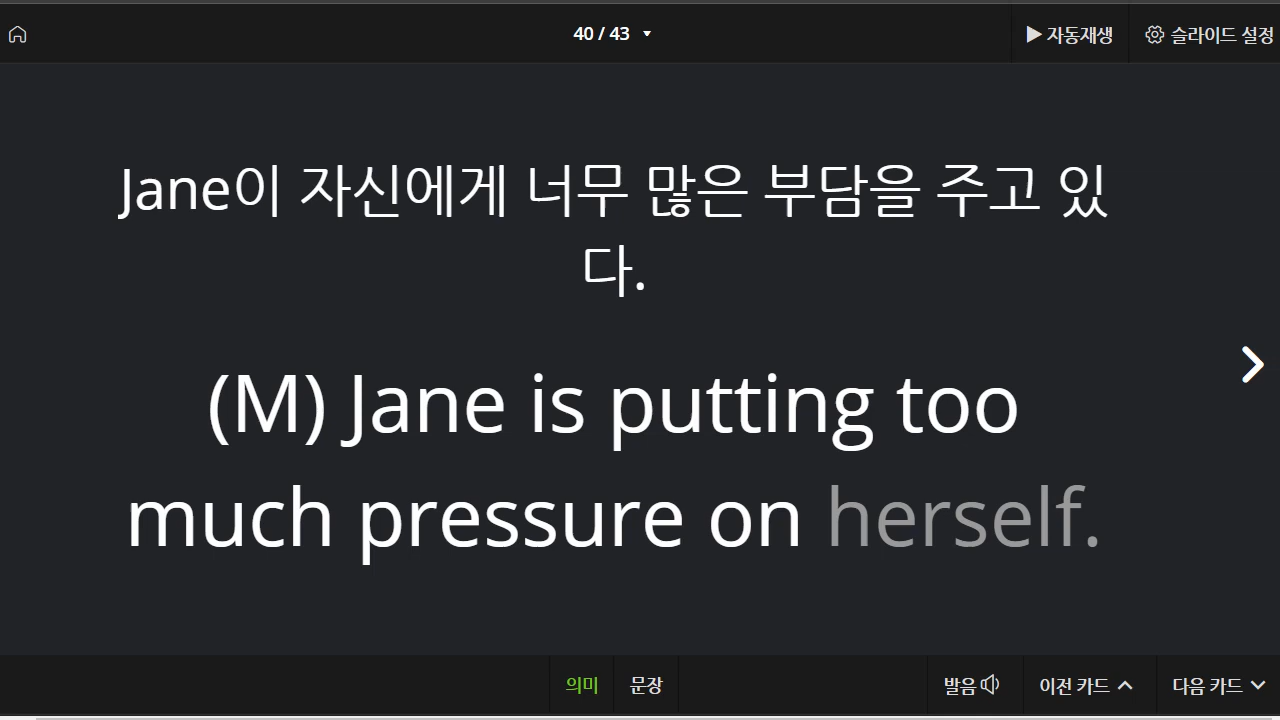 40 / 43
자동재생
슬라이드 설정
Jane이 자신에게 너무 많은 부담을 주고 있
다.
(M) Jane is putting too
much pressure on herself.
의미
문장
발음
이전 카드
다음 카드